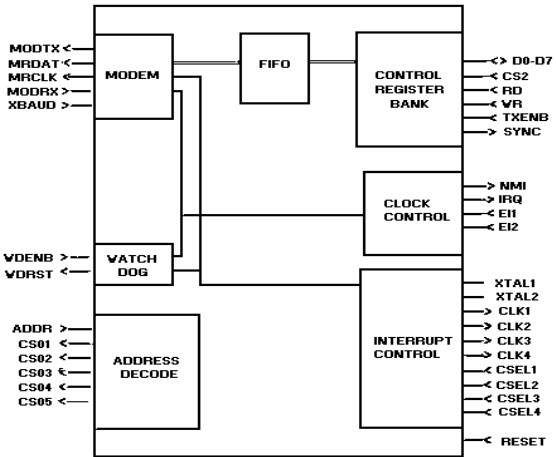 MODTX
MRDAT
MRCLK
MODRX
XBAUD
MODEM
FIFO
CONTROL
REGISTER
BANK
D0-D7
CS2
RD
WR
TXENB
SYNC
CLOCK
CONTROL
NMI
IRQ
EI1
EI2
WDENB
WDRST
WATCH
DOG
INTERRUPT
CONTROL
XTAL1
XTAL2
CLK1
CLK2
CLK3
CLK4
CSEL1
CSEL2
CSEL3
CSEL4
RESET
ADDR
CS01
CS02
CS03
CS04
CS05
ADDRESS
DECODE